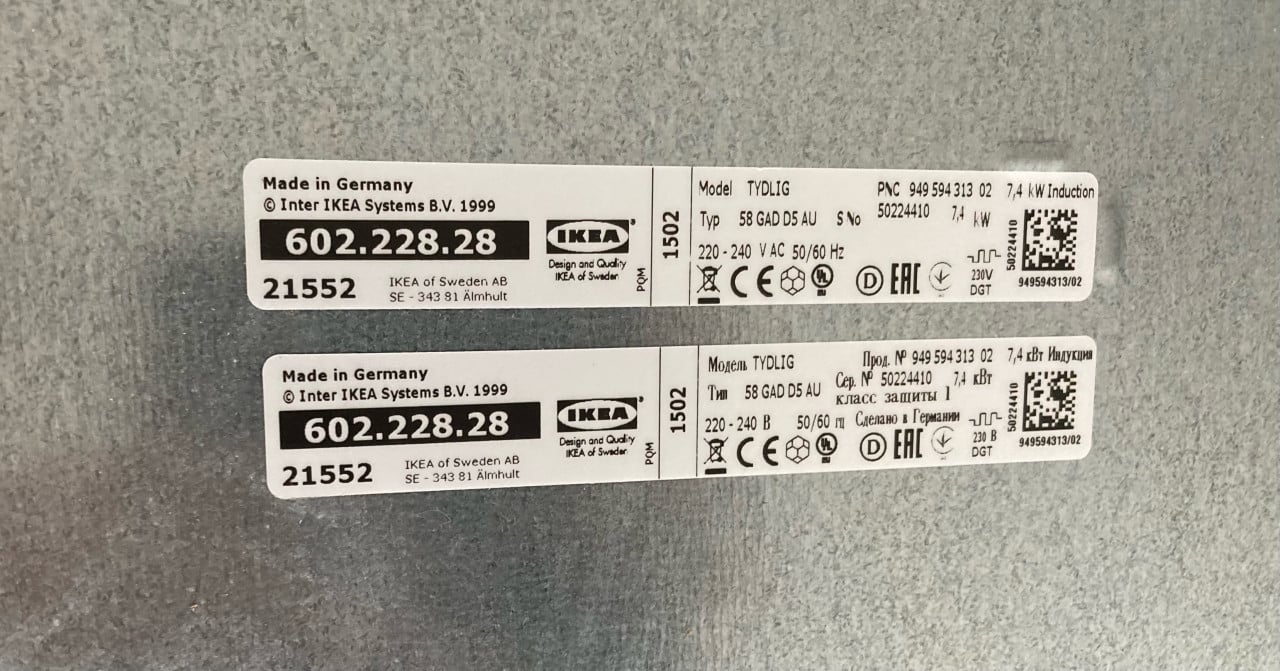 Made in Germany
© Inter IKEA Systems B.V. 1999
602.228.28
21552
IKEA of Sweden AB
SE - 343 81 Älmhult
IKEA
Design and Quality
IKEA of Sweden
PQM
1502
Model TYDLIG PNC 949 594 313 02 7,4 kW Induction
Typ 58 GAD D5 AU S No 50224410 7,4 kW
220 - 240 V AC 50/60 Hz
CE UL D EAC
230V
DGT
50224410
949594313/02
Made in Germany
© Inter IKEA Systems B.V. 1999
602.228.28
21552
IKEA of Sweden AB
SE - 343 81 Älmhult
IKEA
Design and Quality
IKEA of Sweden
PQM
1502
Модель TYDLIG Прод. № 949 594 313 02 7,4 кВт Индукция
Тип 58 GAD D5 AU Сер. № 50224410 7,4 кВт
класс защиты I
220 - 240 В 50/60 гц Сделано в Германии
CE UL D EAC
230 В
DGT
50224410
949594313/02